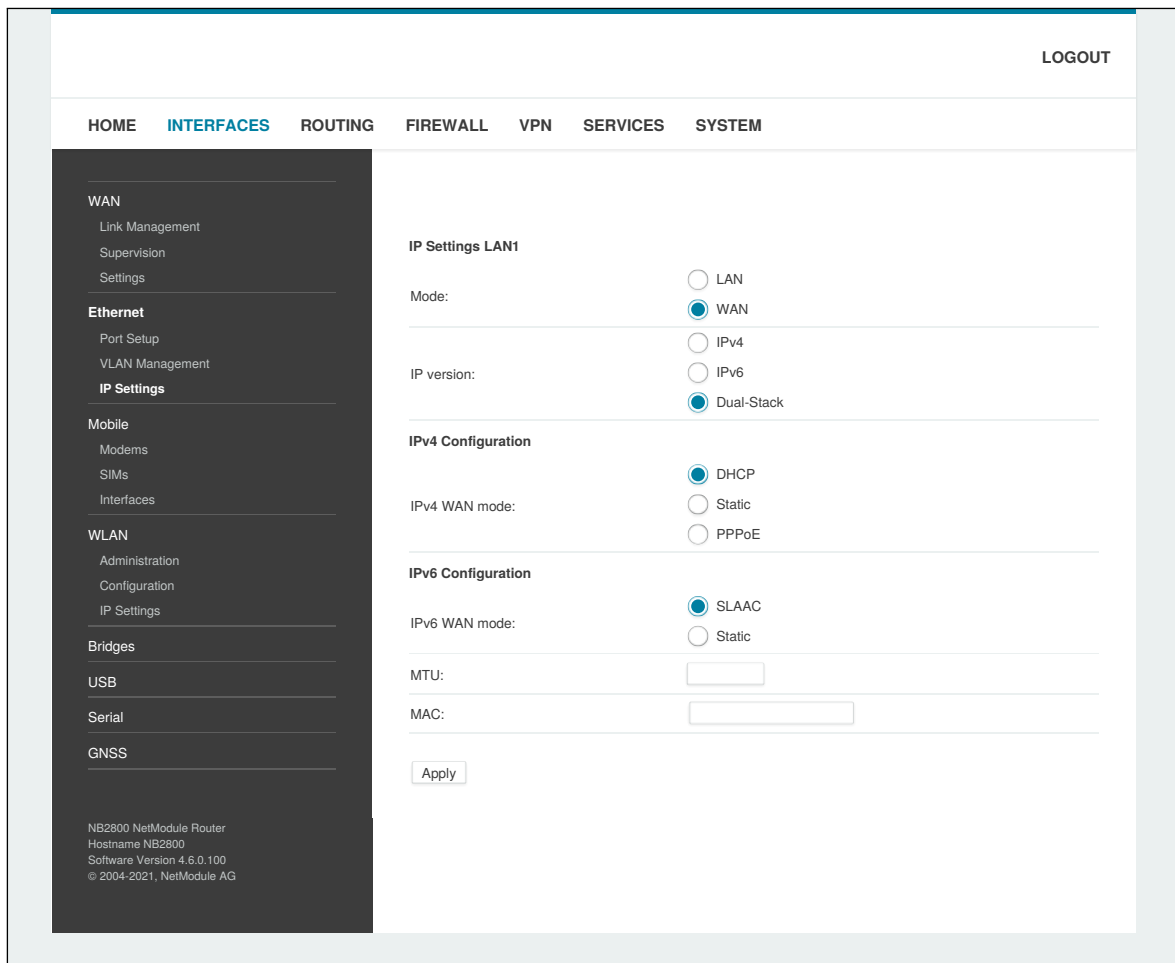 LOGOUT
HOME INTERFACES ROUTING FIREWALL VPN SERVICES SYSTEM
WAN
Link Management
Supervision
Settings
Ethernet
Port Setup
VLAN Management
IP Settings
Mobile
Modems
SIMs
Interfaces
WLAN
Administration
Configuration
IP Settings
Bridges
USB
Serial
GNSS
NB2800 NetModule Router
Hostname NB2800
Software Version 4.6.0.100
© 2004-2021, NetModule AG
IP Settings LAN1
Mode:
LAN
WAN
IP version:
IPv4
IPv6
Dual-Stack
IPv4 Configuration
IPv4 WAN mode:
DHCP
Static
PPPoE
IPv6 Configuration
IPv6 WAN mode:
SLAAC
Static
MTU:
MAC:
Apply